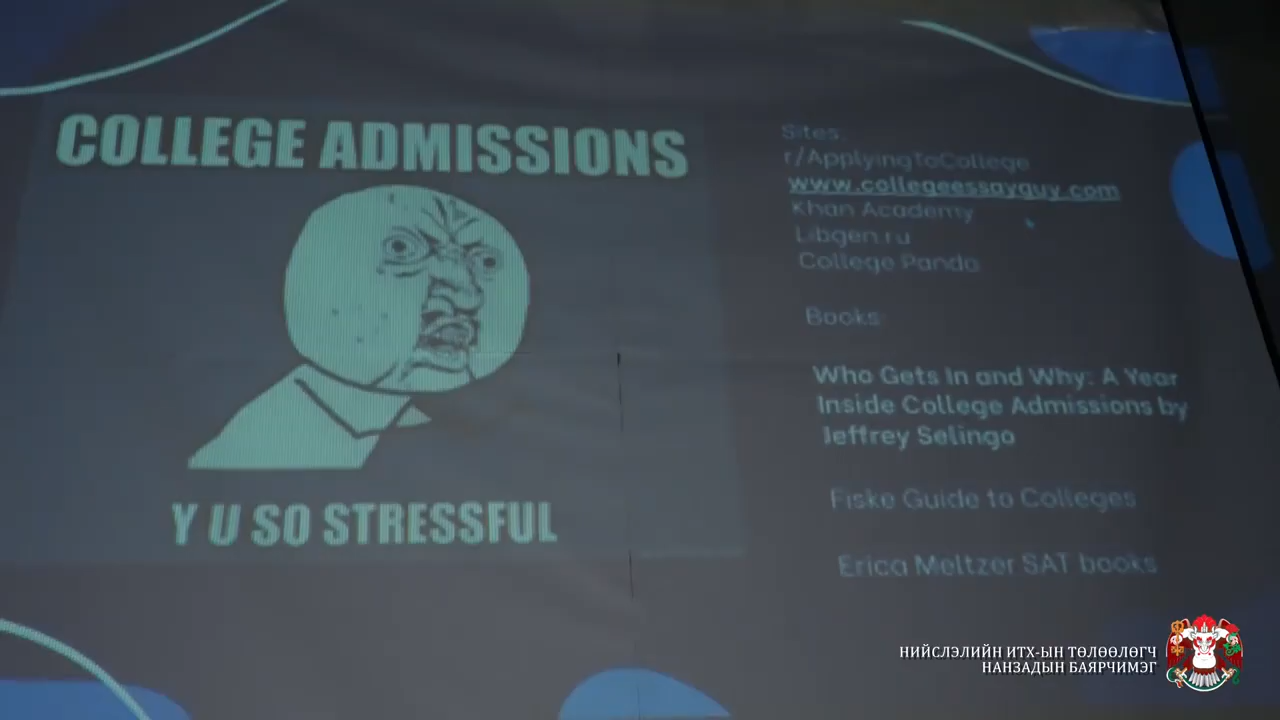 COLLEGE ADMISSIONS
Y U SO STRESSFUL
Sites:
r/ApplyingToCollege
www.collegeessayguy.com
Khan Academy
Libgen.ru
College Panda
Books:
Who Gets In and Why: A Year
Inside College Admissions by
Jeffrey Selingo
Fiske Guide to Colleges
Erica Meltzer SAT books
НИЙСЛЭЛИЙН ИТХ-ЫН ТӨЛӨӨЛӨГЧ
НАНЗАДЫН БАЯРЧИМЭГ